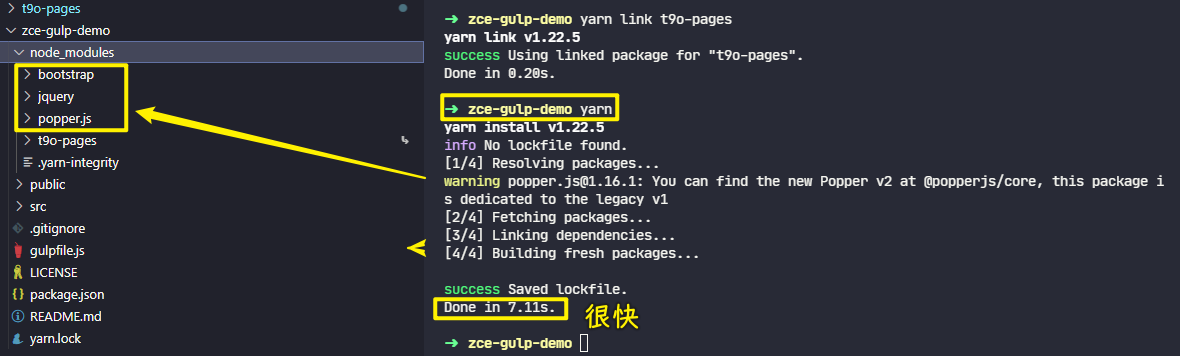 t9o-pages
zce-gulp-demo
node_modules
bootstrap
jquery
popper.js
t9o-pages
.yarn-integrity
public
src
.gitignore
gulpfile.js
LICENSE
package.json
README.md
yarn.lock
➜ zce-gulp-demo yarn link t9o-pages
yarn link v1.22.5
success Using linked package for "t9o-pages".
Done in 0.20s.
➜ zce-gulp-demo yarn
yarn install v1.22.5
info No lockfile found.
[1/4] Resolving packages...
warning popper.js@1.16.1: You can find the new Popper v2 at @popperjs/core, this package i
s dedicated to the legacy v1
[2/4] Fetching packages...
[3/4] Linking dependencies...
[4/4] Building fresh packages...
success Saved lockfile.
Done in 7.11s. 很快
➜ zce-gulp-demo